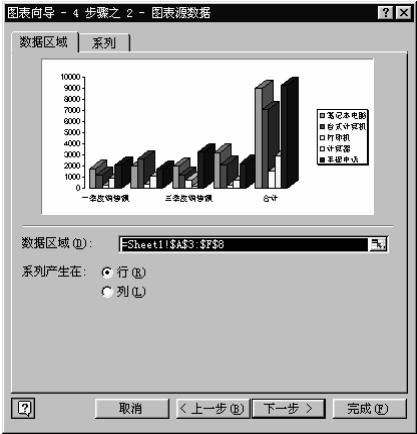 图表向导 - 4 步骤之 2 - 图表源数据
数据区域 系列
10000
9000
8000
7000
6000
5000
4000
3000
2000
1000
0
一季度销售额 三季度销售额 合计
笔记本电脑
台式计算机
打印机
计算器
手提电话
数据区域(D): =Sheet1!$A$3:$F$8
系列产生在: 行(R)
列(L)
取消 < 上一步(B) 下一步 > 完成(F)